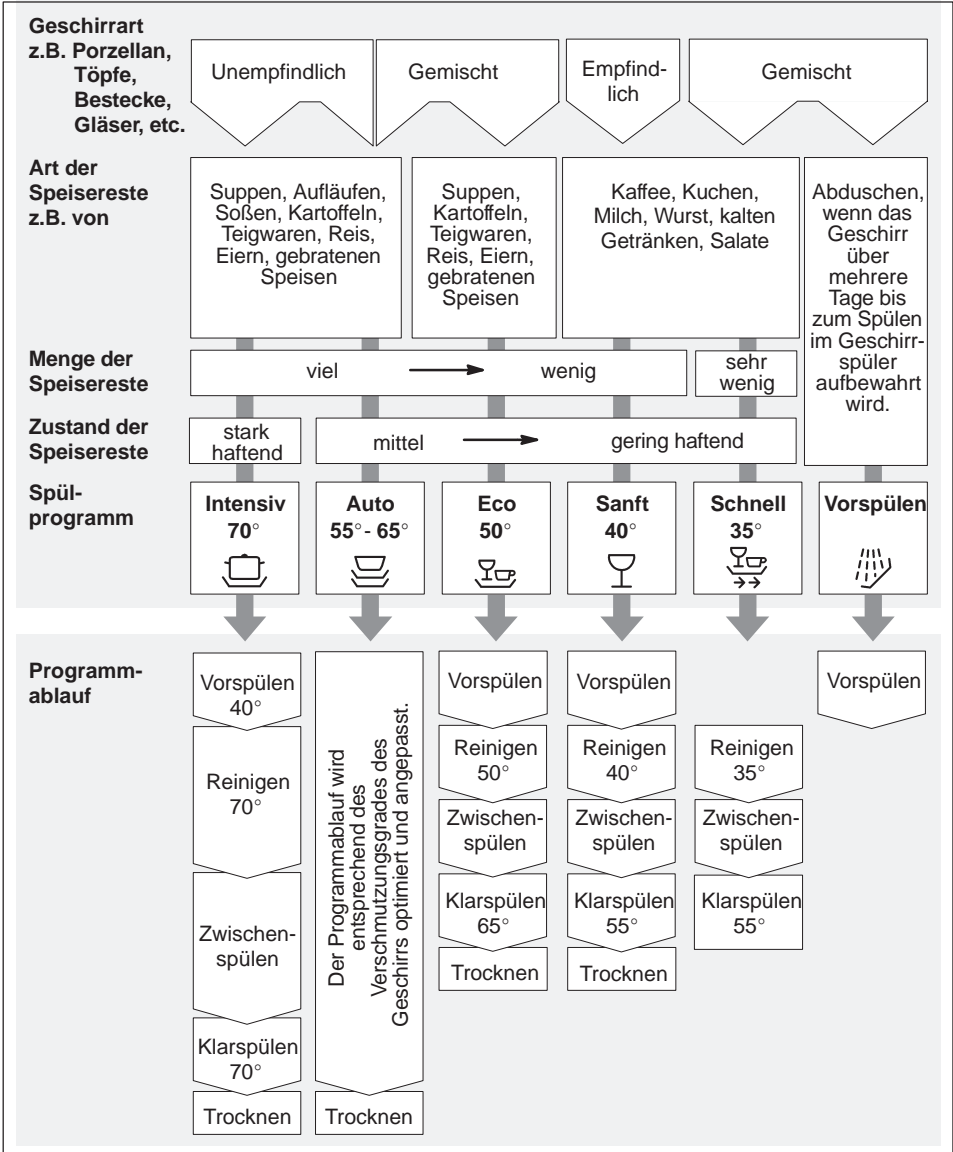 Geschirrart
z.B. Porzellan,
Töpfe,
Bestecke,
Gläser, etc.
Unempfindlich
Gemischt
Empfind-
lich
Gemischt
Art der
Speisereste
z.B. von
Suppen, Aufläufen,
Soßen, Kartoffeln,
Teigwaren, Reis,
Eiern, gebratenen
Speisen
Suppen,
Kartoffeln,
Teigwaren,
Reis, Eiern,
gebratenen
Speisen
Kaffee, Kuchen,
Milch, Wurst, kalten
Getränken, Salate
Abduschen,
wenn das
Geschirr
über
mehrere
Tage bis
zum Spülen
im Geschirr-
spüler
aufbewahrt
wird.
Menge der
Speisereste
viel
wenig
sehr
wenig
Zustand der
Speisereste
stark
haftend
mittel
gering haftend
Spül-
programm
Intensiv
70°
Auto
55°- 65°
Eco
50°
Sanft
40°
Schnell
35°
Vorspülen
Programm-
ablauf
Vorspülen
40°
Reinigen
70°
Zwischen-
spülen
Klarspülen
70°
Trocknen
Der Programmablauf wird
entsprechend des
Verschmutzungsgrades des
Geschirrs optimiert und angepasst.
Trocknen
Vorspülen
Reinigen
50°
Zwischen-
spülen
Klarspülen
65°
Trocknen
Vorspülen
Reinigen
40°
Zwischen-
spülen
Klarspülen
55°
Trocknen
Reinigen
35°
Zwischen-
spülen
Klarspülen
55°
Vorspülen